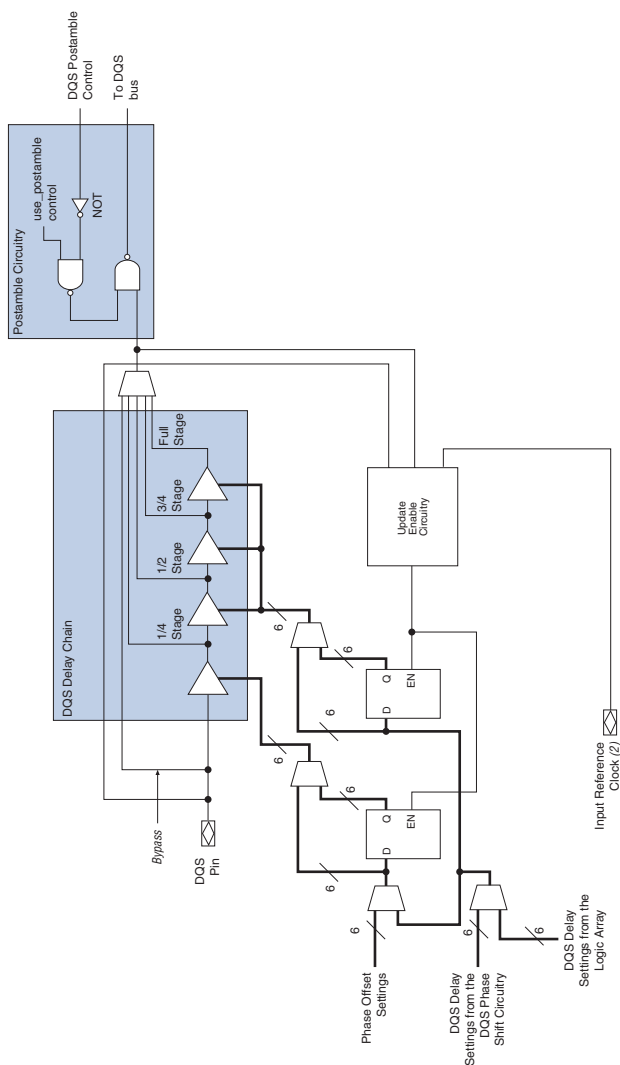 DQS Postamble
Control
To DQS
bus
Postamble Circuitry
use_postamble
control
NOT
DQS Delay Chain
1/4
Stage
1/2
Stage
3/4
Stage
Full
Stage
Bypass
DQS
Pin
6
6
6
6
6
6
D
Q
EN
D
Q
EN
Update
Enable
Circuitry
Phase Offset
Settings
6
DQS Delay
Settings from the
DQS Phase
Shift Circuitry
6
DQS Delay
Settings from the
Logic Array
6
Input Reference
Clock (2)